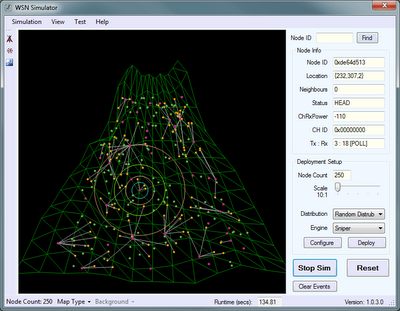 WSN Simulator
Simulation View Test Help
Node ID Find
Node Info
Node ID 0xde64d513
Location [232,307,2]
Neighbours 0
Status HEAD
ChRxPower -110
CH ID 0x00000000
Tx : Rx 3 : 18 [POLL]
Deployment Setup
Node Count 250
Scale
10:1
Distribution Random Distrub
Engine Sniper
Configure Deploy
Stop Sim Reset
Clear Events
Node Count: 250 Map Type Background Runtime (secs): 134.81 Version: 1.0.3.0